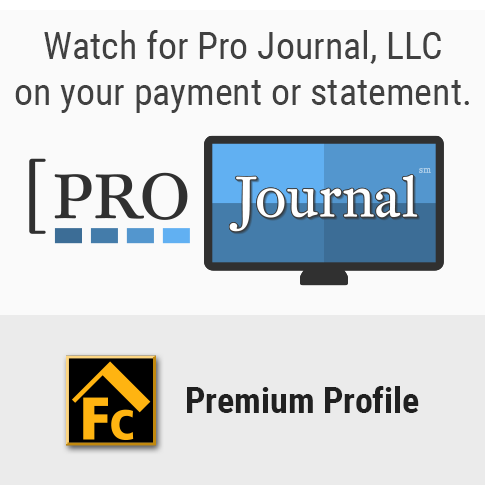 Watch for Pro Journal, LLC
on your payment or statement.
[PRO Journal sm
Fc Premium Profile